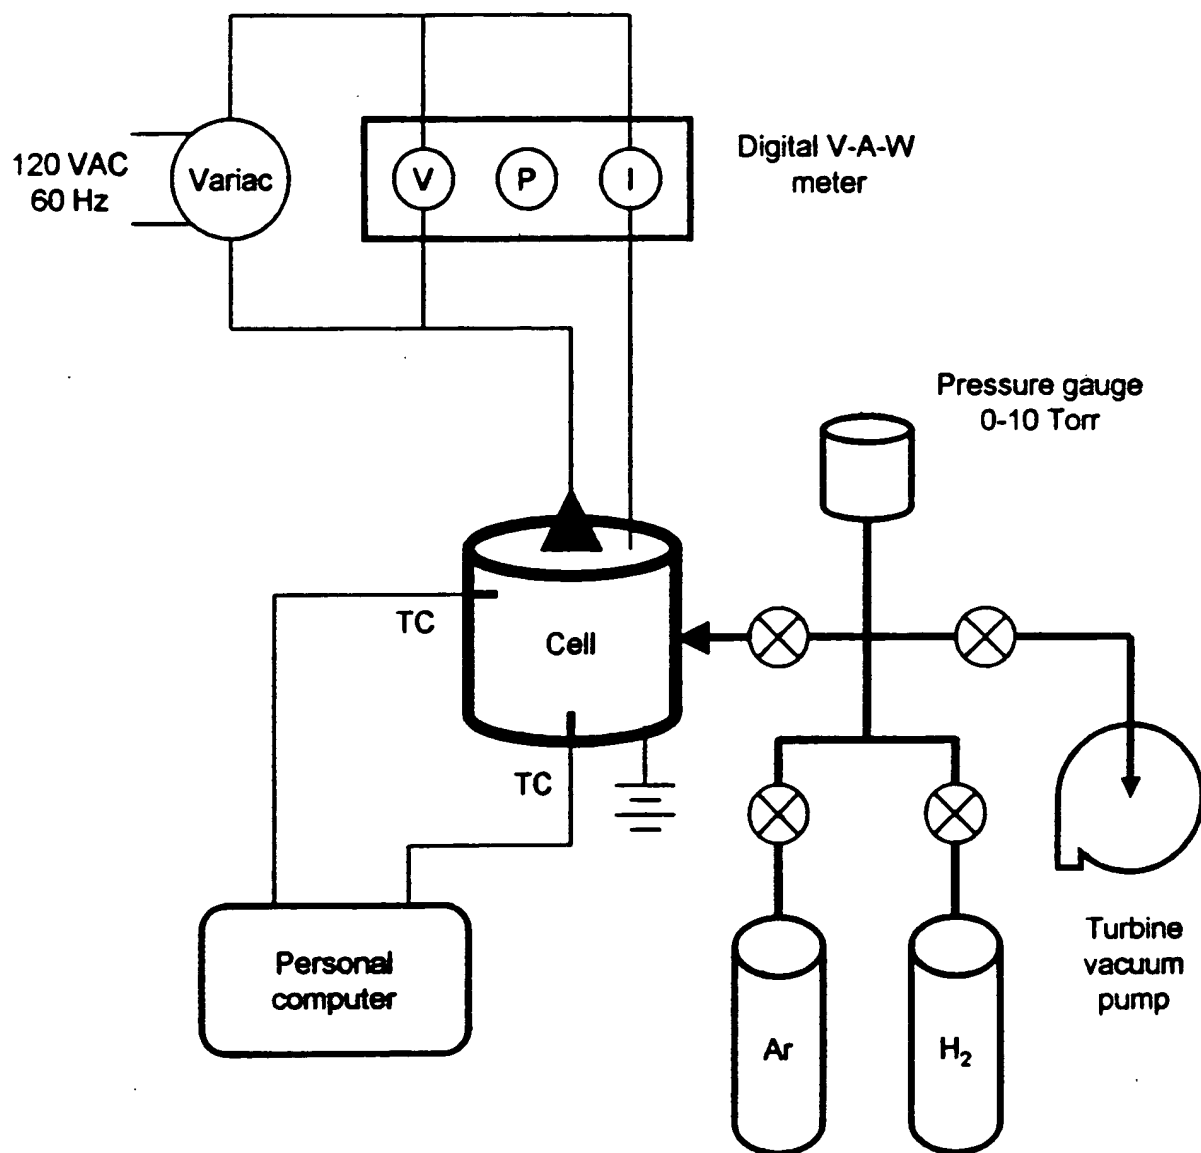 120 VAC
60 Hz
Variac
V
P
I
Digital V-A-W
meter
Pressure gauge
0-10 Torr
TC
Cell
TC
Personal
computer
Ar
H₂
Turbine
vacuum
pump